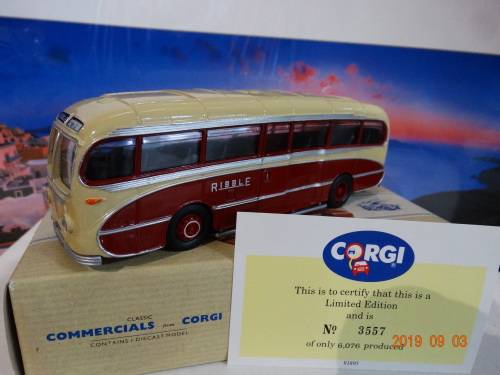 RIBBLE
CORGI
This is to certify that this is a
Limited Edition
and is
Nº 3557
of only 6,076 produced
CLASSIC
COMMERCIALS from CORGI
CONTAINS 1 DIECAST MODEL
2019 09 03